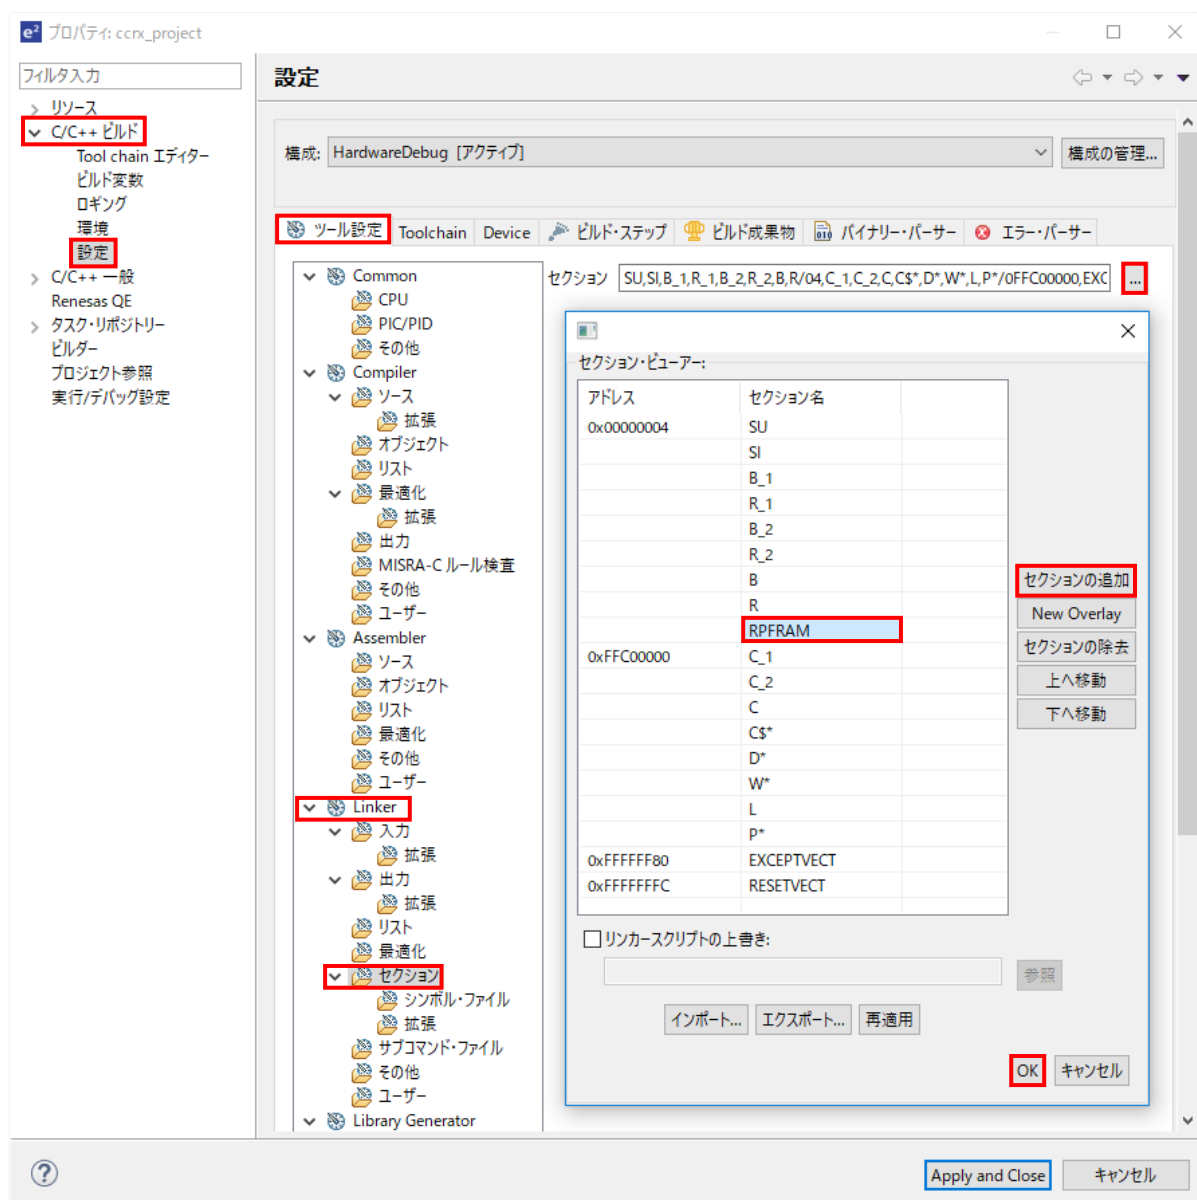 e² プロパティ: ccrx_project
フィルタ入力
設定
リソース
C/C++ ビルド
Tool chain エディター
ビルド変数
ロギング
環境
設定
C/C++ 一般
Renesas QE
タスク・リポジトリー
ビルダー
プロジェクト参照
実行/デバッグ設定
構成: HardwareDebug [アクティブ] 構成の管理...
ツール設定 Toolchain Device ビルド・ステップ ビルド成果物 バイナリー・パーサー エラー・パーサー
Common
CPU
PIC/PID
その他
Compiler
ソース
拡張
オブジェクト
リスト
最適化
拡張
出力
MISRA-C ルール検査
その他
ユーザー
Assembler
ソース
オブジェクト
リスト
最適化
その他
ユーザー
Linker
入力
拡張
出力
拡張
リスト
最適化
セクション
シンボル・ファイル
拡張
サブコマンド・ファイル
その他
ユーザー
Library Generator
セクション SU,SI,B_1,R_1,B_2,R_2,B,R/04,C_1,C_2,C,C$*,D*,W*,L,P*/0FFC00000,EXC ...
セクション・ビューアー:
アドレス セクション名
0x00000004 SU
SI
B_1
R_1
B_2
R_2
B
R
RPFRAM
0xFFC00000 C_1
C_2
C
C$*
D*
W*
L
P*
0xFFFFFF80 EXCEPTVECT
0xFFFFFFFC RESETVECT
セクションの追加
New Overlay
セクションの除去
上へ移動
下へ移動
リンカースクリプトの上書き:
参照
インポート... エクスポート... 再適用
OK キャンセル
Apply and Close キャンセル